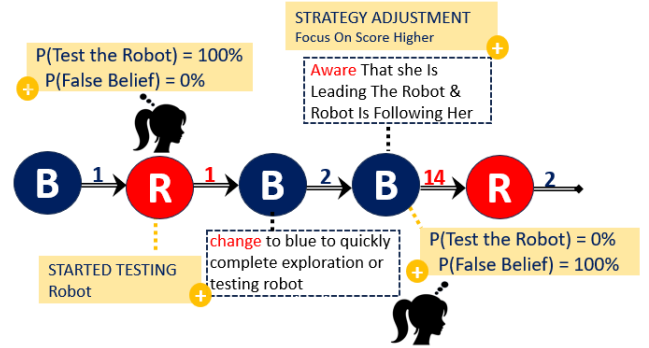 STRATEGY ADJUSTMENT
Focus On Score Higher
+
P(Test the Robot) = 100%
P(False Belief) = 0%
+
Aware That she Is
Leading The Robot &
Robot Is Following Her
B 1 R 1 B 2 B 14 R 2
STARTED TESTING
Robot
+
change to blue to quickly
complete exploration or
testing robot
P(Test the Robot) = 0%
P(False Belief) = 100%
+